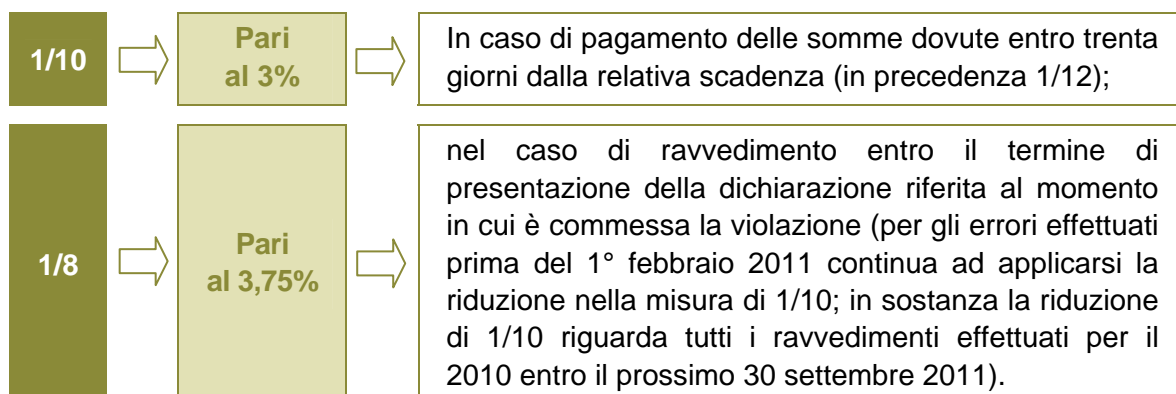 1/10
Pari
al 3%
In caso di pagamento delle somme dovute entro trenta
giorni dalla relativa scadenza (in precedenza 1/12);
1/8
Pari
al 3,75%
nel caso di ravvedimento entro il termine di
presentazione della dichiarazione riferita al momento
in cui è commessa la violazione (per gli errori effettuati
prima del 1° febbraio 2011 continua ad applicarsi la
riduzione nella misura di 1/10; in sostanza la riduzione
di 1/10 riguarda tutti i ravvedimenti effettuati per il
2010 entro il prossimo 30 settembre 2011).